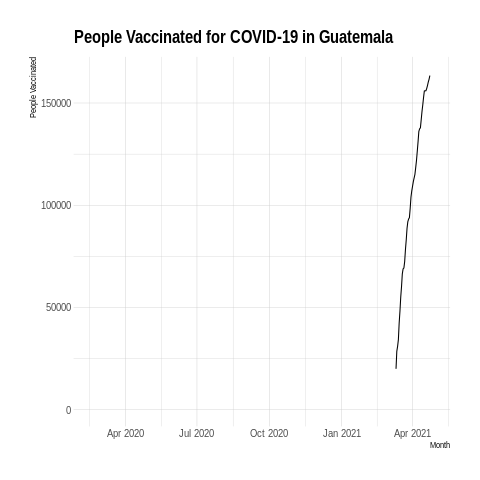 People Vaccinated for COVID-19 in Guatemala
People Vaccinated
150000
100000
50000
0
Apr 2020 Jul 2020 Oct 2020 Jan 2021 Apr 2021
Month